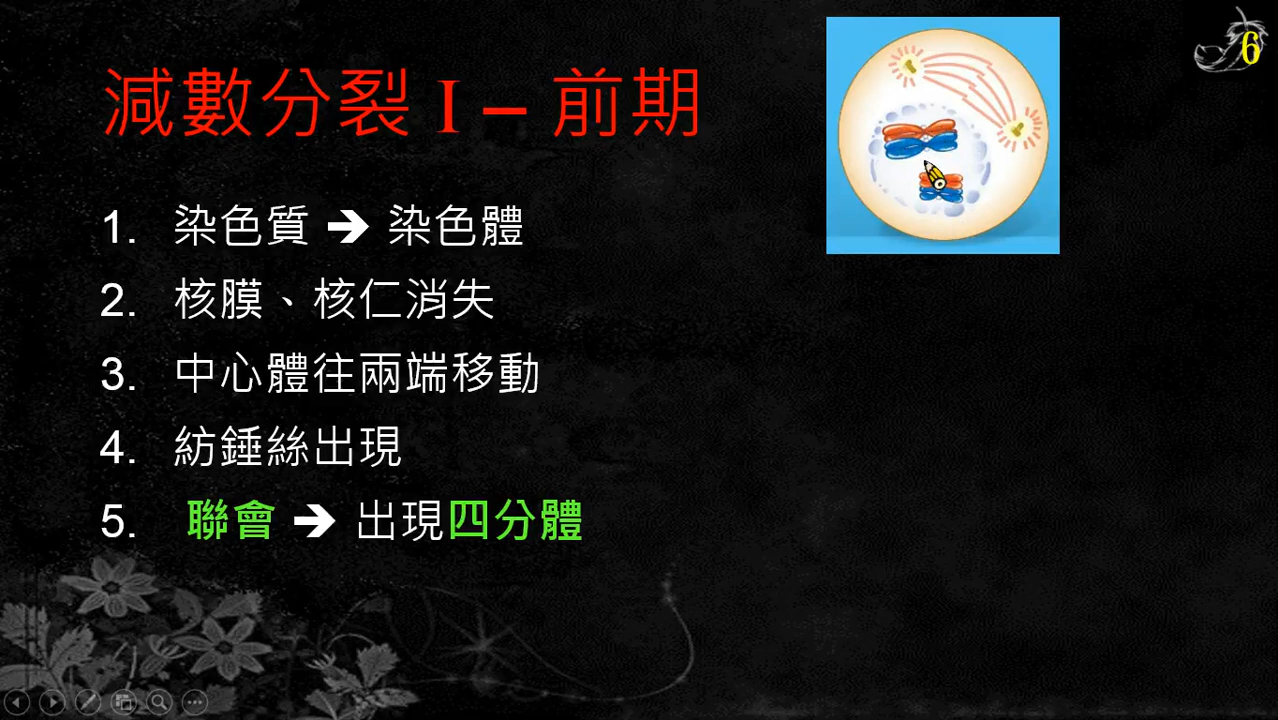 減數分裂 I – 前期
6
1. 染色質 ➔ 染色體
2. 核膜、核仁消失
3. 中心體往兩端移動
4. 紡錘絲出現
5. 聯會 ➔ 出現四分體